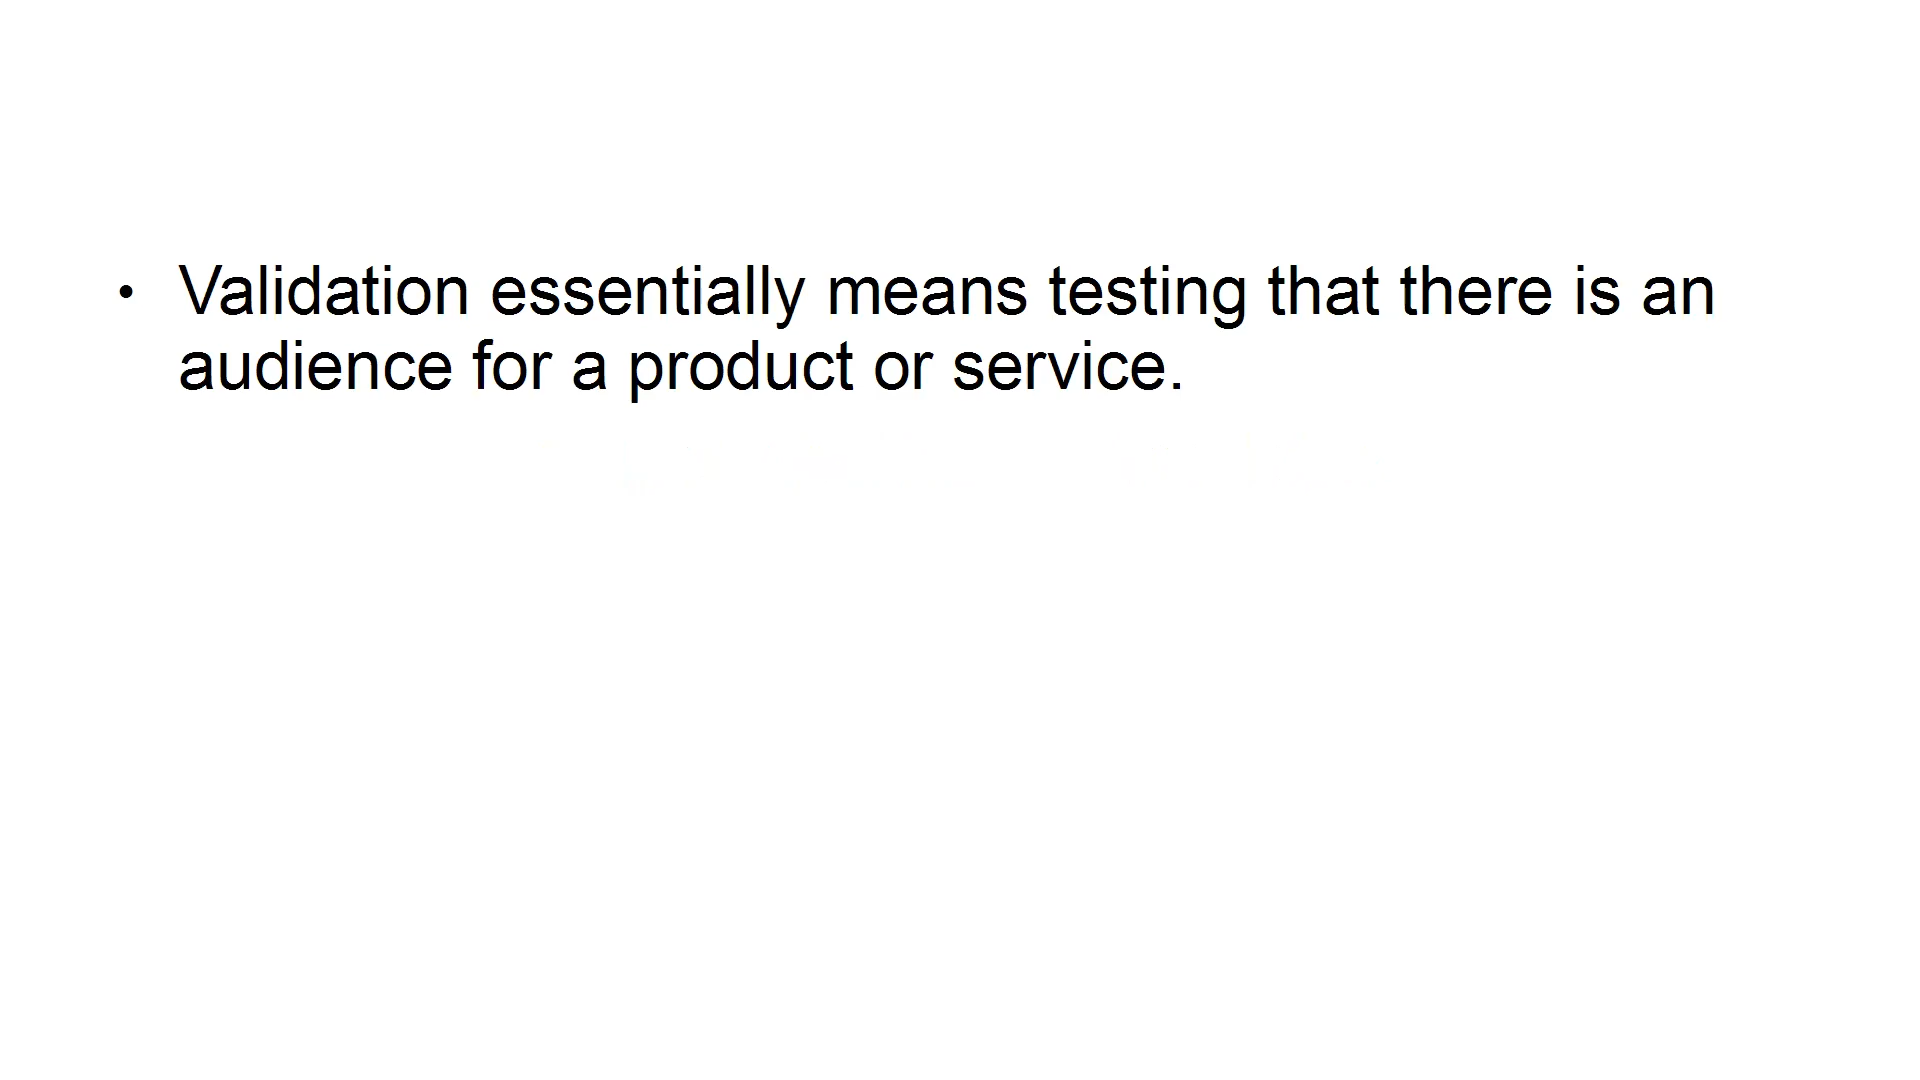 • Validation essentially means testing that there is an
audience for a product or service.